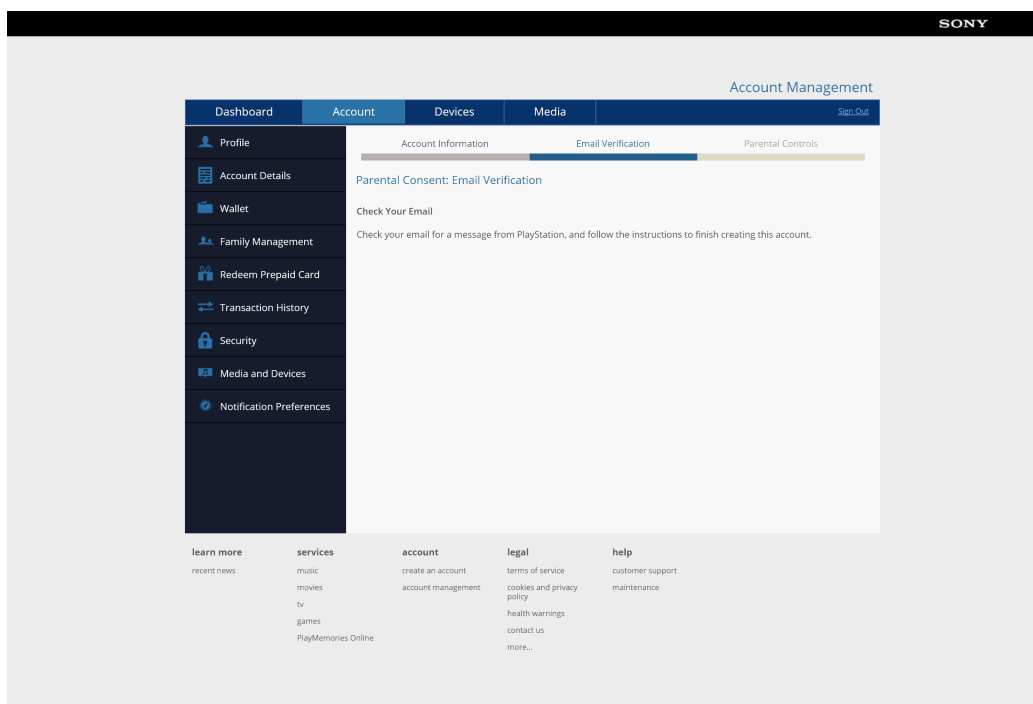 SONY
Account Management
Dashboard
Account
Devices
Media
Sign Out
Profile
Account Details
Wallet
Family Management
Redeem Prepaid Card
Transaction History
Security
Media and Devices
Notification Preferences
Account Information
Email Verification
Parental Controls
Parental Consent: Email Verification
Check Your Email
Check your email for a message from PlayStation, and follow the instructions to finish creating this account.
learn more
recent news
services
music
movies
tv
games
PlayMemories Online
account
create an account
account management
legal
terms of service
cookies and privacy
policy
health warnings
contact us
more...
help
customer support
maintenance